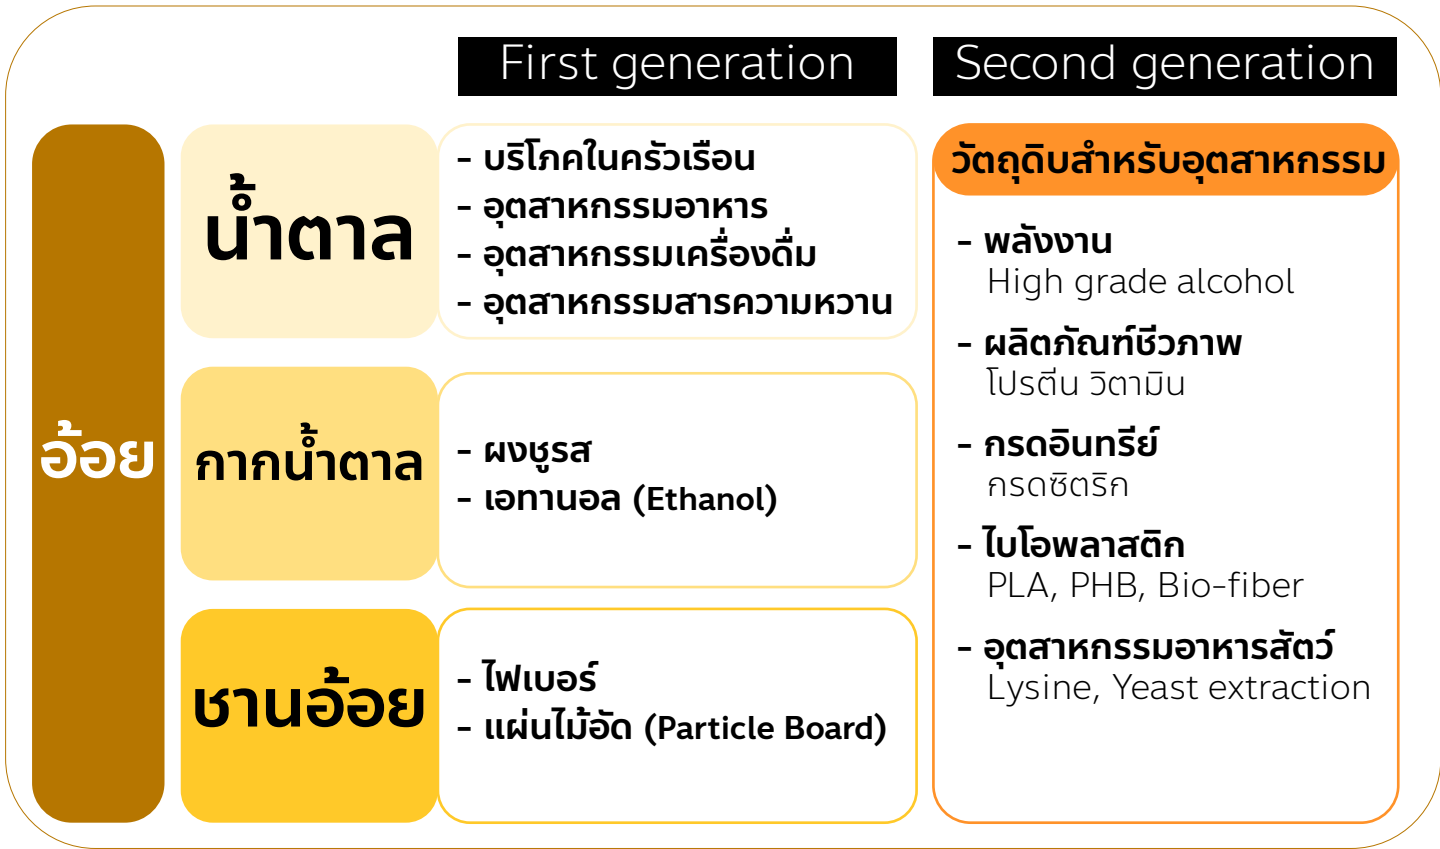 First generation
Second generation
อ้อย
น้ำตาล
- บริโภคในครัวเรือน
- อุตสาหกรรมอาหาร
- อุตสาหกรรมเครื่องดื่ม
- อุตสาหกรรมสารความหวาน
กากน้ำตาล
- ผงชูรส
- เอทานอล (Ethanol)
ชานอ้อย
- ไฟเบอร์
- แผ่นไม้อัด (Particle Board)
วัตถุดิบสำหรับอุตสาหกรรม
- พลังงาน
High grade alcohol
- ผลิตภัณฑ์ชีวภาพ
โปรตีน วิตามิน
- กรดอินทรีย์
กรดซิตริก
- ไบโอพลาสติก
PLA, PHB, Bio-fiber
- อุตสาหกรรมอาหารสัตว์
Lysine, Yeast extraction